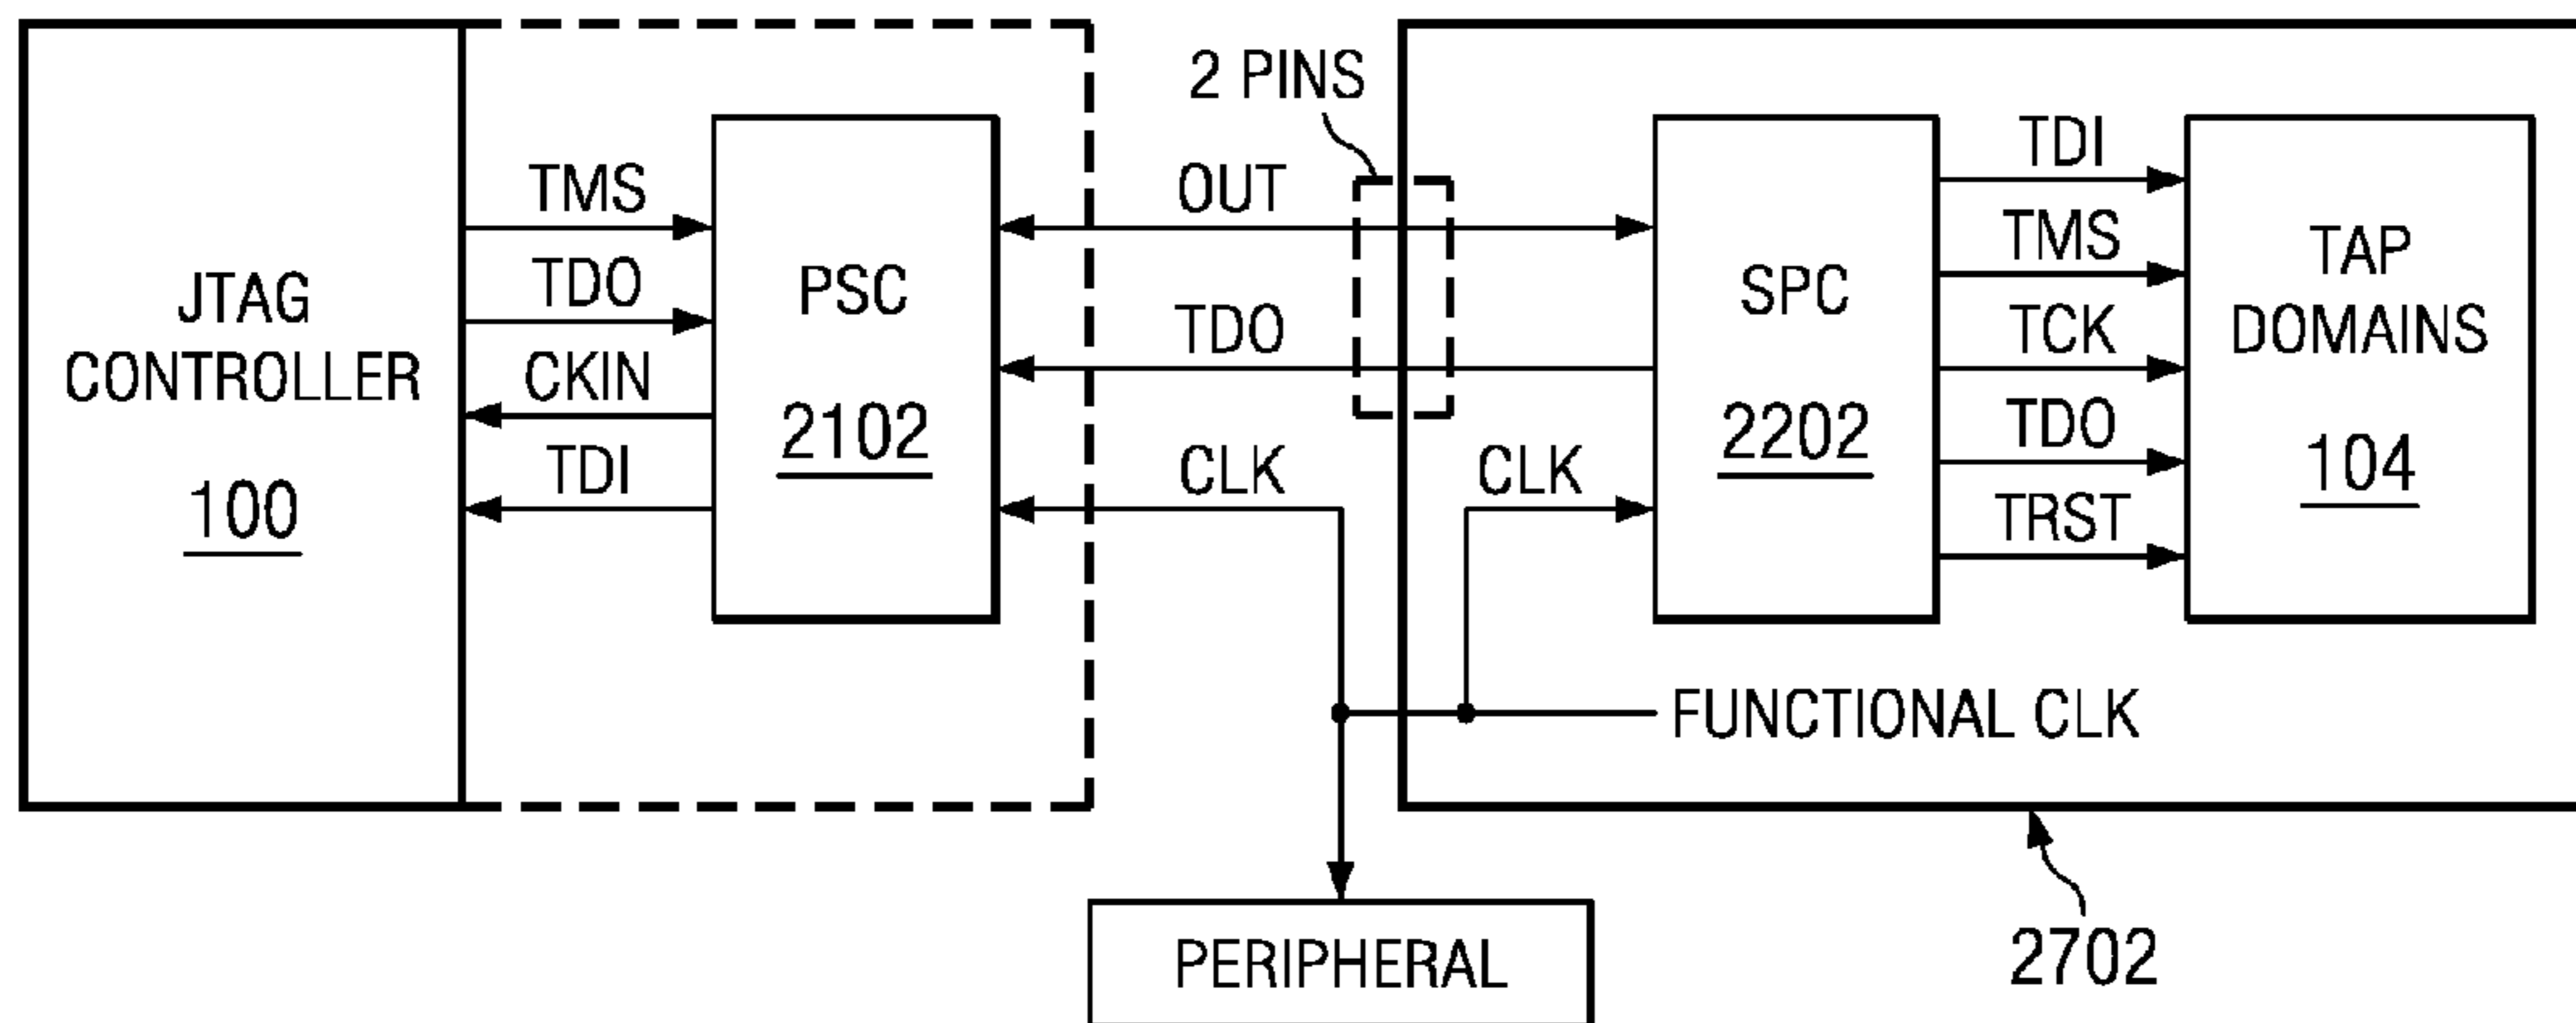 JTAG
CONTROLLER
100
TMS
TDO
CKIN
TDI
PSC
2102
2 PINS
OUT
TDO
CLK
CLK
SPC
2202
TDI
TMS
TCK
TDO
TRST
TAP
DOMAINS
104
FUNCTIONAL CLK
PERIPHERAL
2702